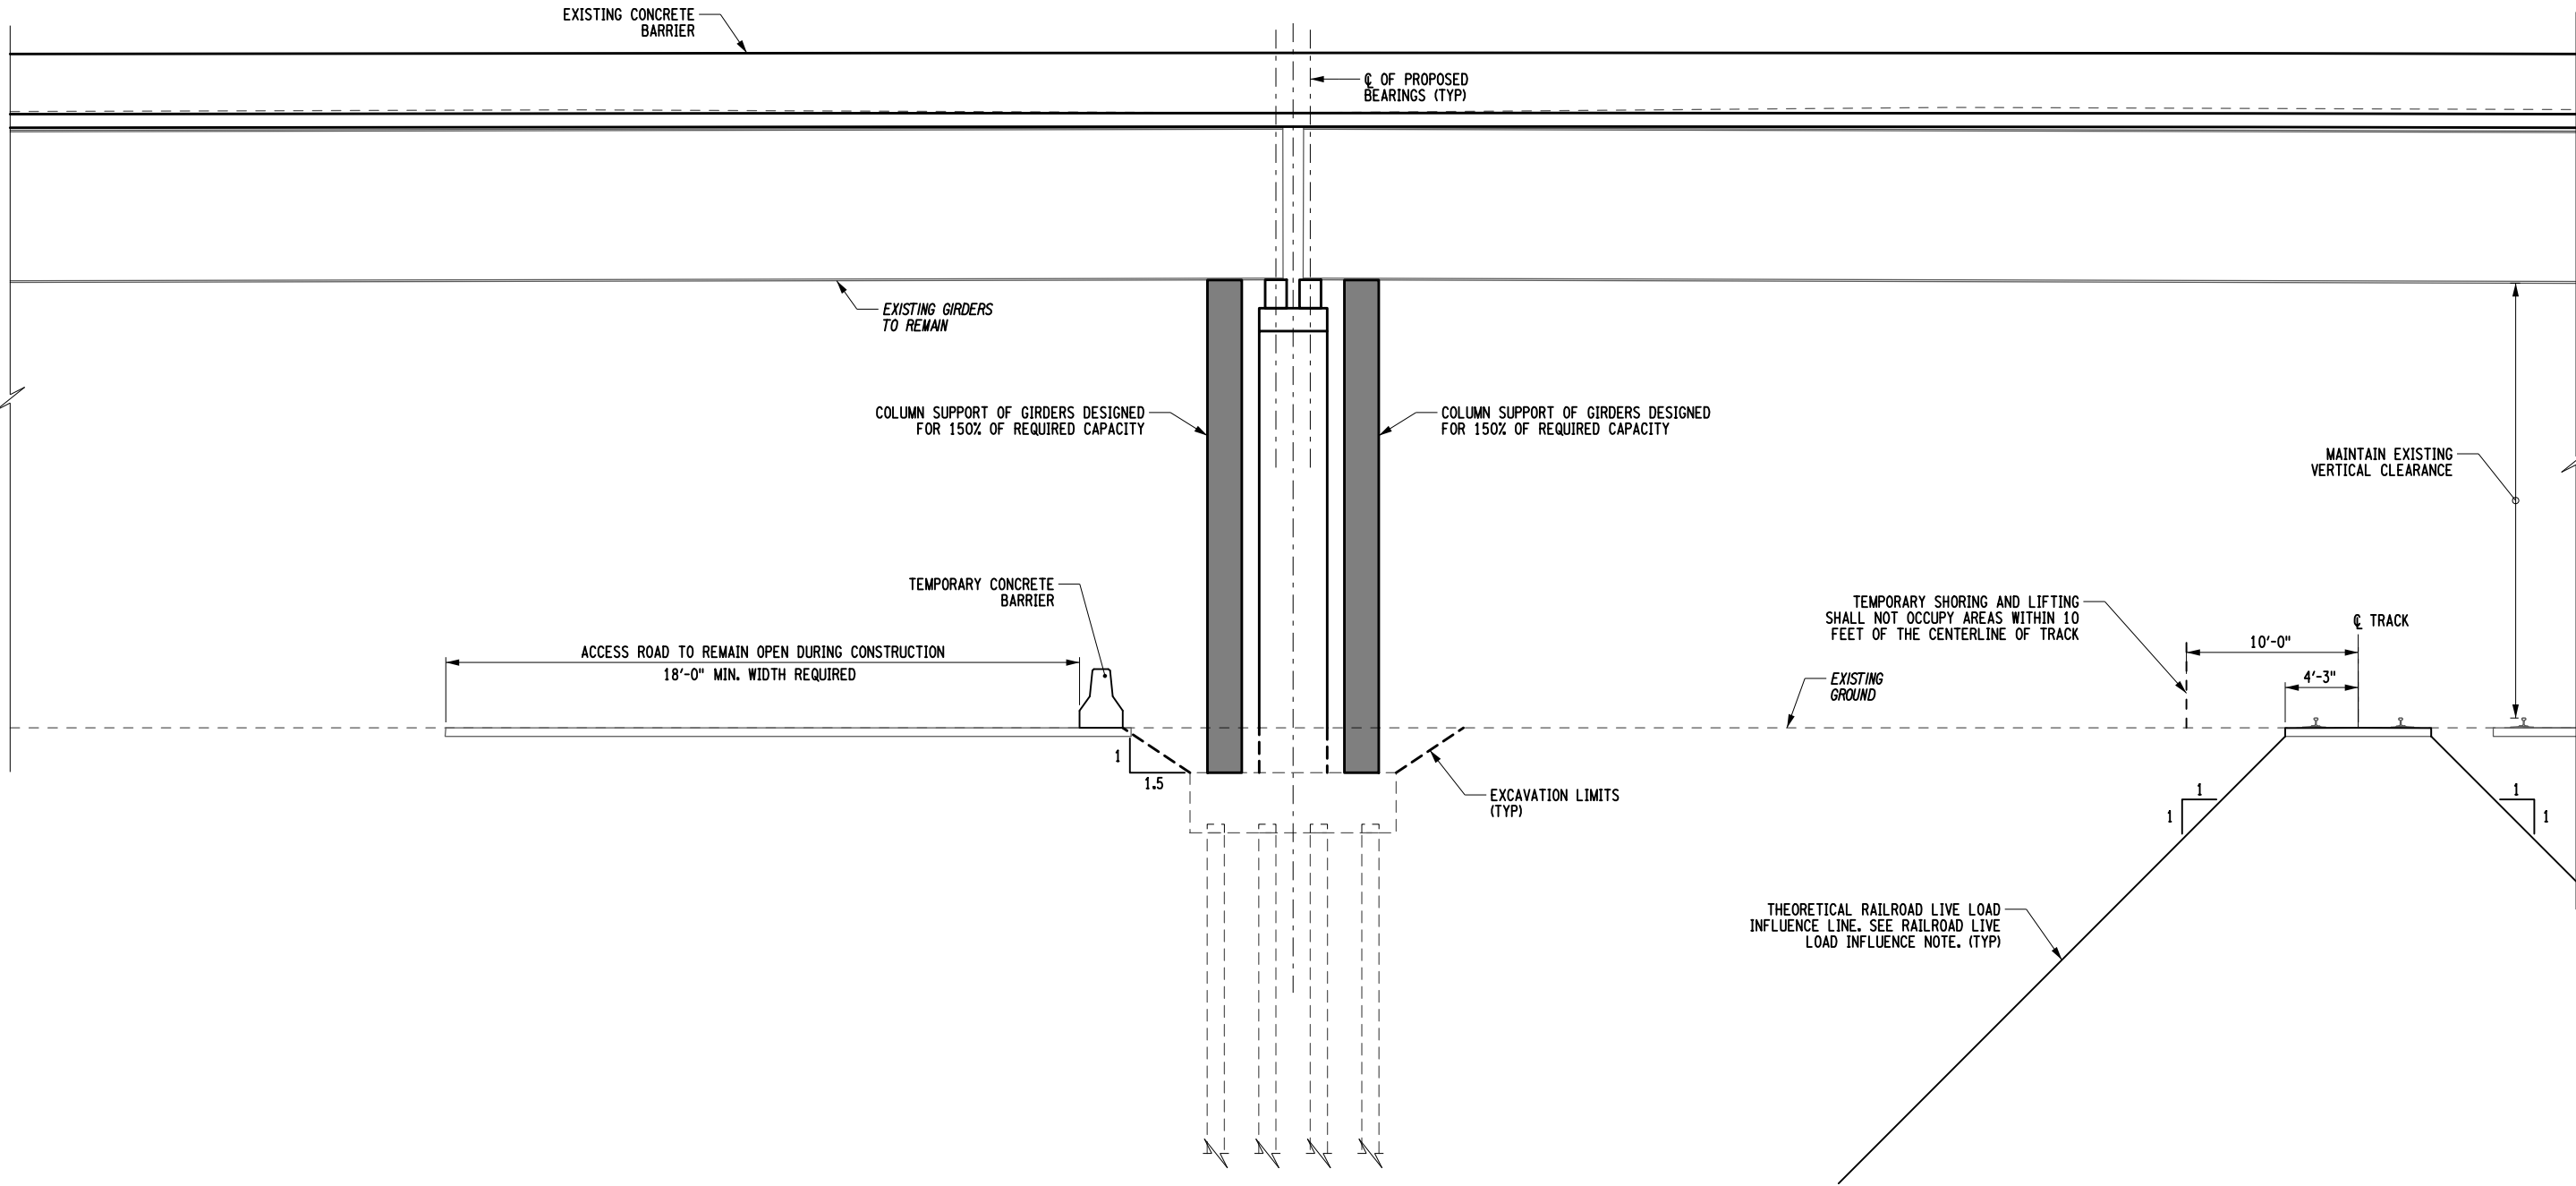 EXISTING CONCRETE
BARRIER
℄ OF PROPOSED
BEARINGS (TYP)
EXISTING GIRDERS
TO REMAIN
COLUMN SUPPORT OF GIRDERS DESIGNED
FOR 150% OF REQUIRED CAPACITY
COLUMN SUPPORT OF GIRDERS DESIGNED
FOR 150% OF REQUIRED CAPACITY
MAINTAIN EXISTING
VERTICAL CLEARANCE
TEMPORARY CONCRETE
BARRIER
TEMPORARY SHORING AND LIFTING
SHALL NOT OCCUPY AREAS WITHIN 10
FEET OF THE CENTERLINE OF TRACK
℄ TRACK
10'-0"
4'-3"
ACCESS ROAD TO REMAIN OPEN DURING CONSTRUCTION
18'-0" MIN. WIDTH REQUIRED
EXISTING
GROUND
1
1.5
EXCAVATION LIMITS
(TYP)
1
1
1
1
THEORETICAL RAILROAD LIVE LOAD
INFLUENCE LINE. SEE RAILROAD LIVE
LOAD INFLUENCE NOTE. (TYP)